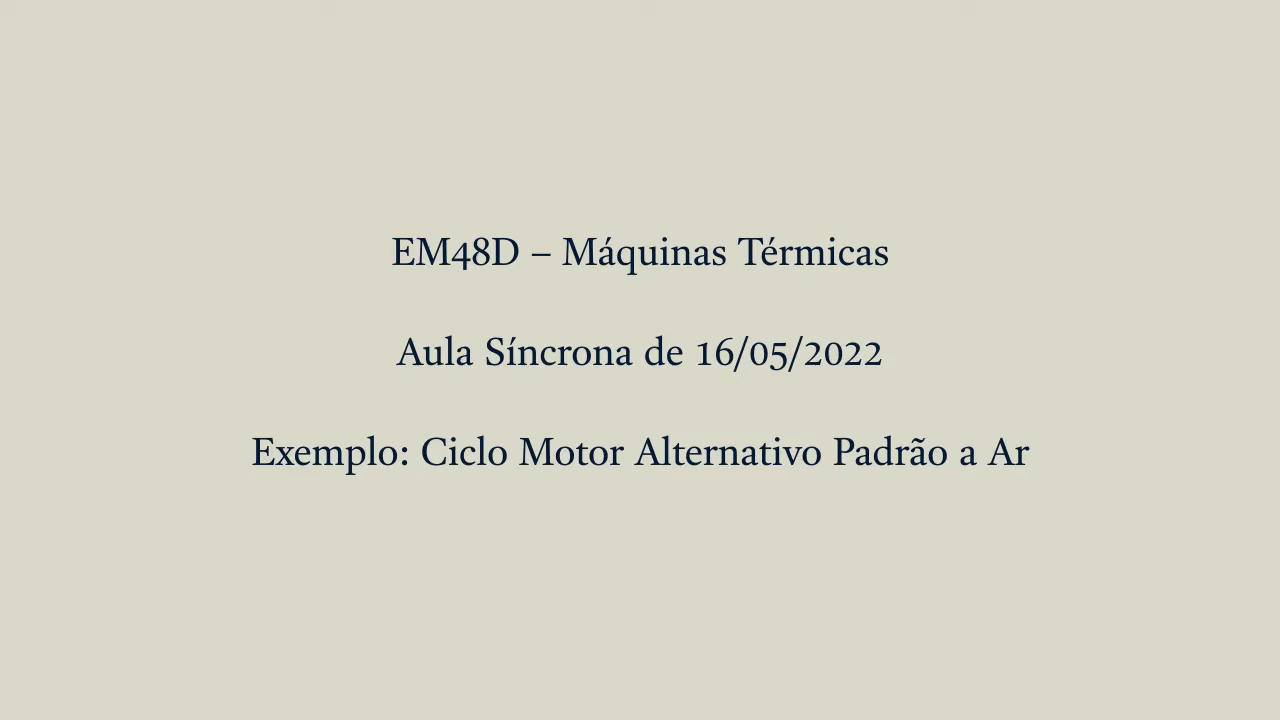 EM48D – Máquinas Térmicas
Aula Síncrona de 16/05/2022
Exemplo: Ciclo Motor Alternativo Padrão a Ar